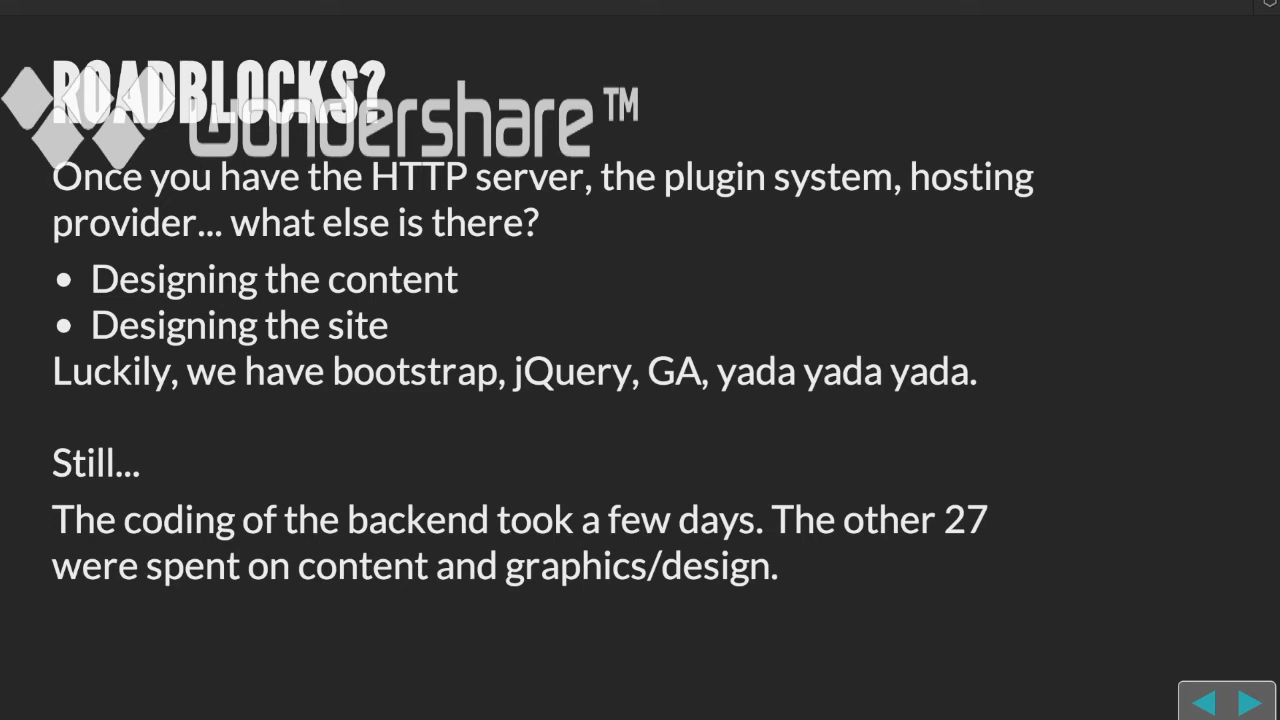 ROADBLOCKS?
wondershare™
Once you have the HTTP server, the plugin system, hosting
provider... what else is there?
• Designing the content
• Designing the site
Luckily, we have bootstrap, jQuery, GA, yada yada yada.
Still...
The coding of the backend took a few days. The other 27
were spent on content and graphics/design.